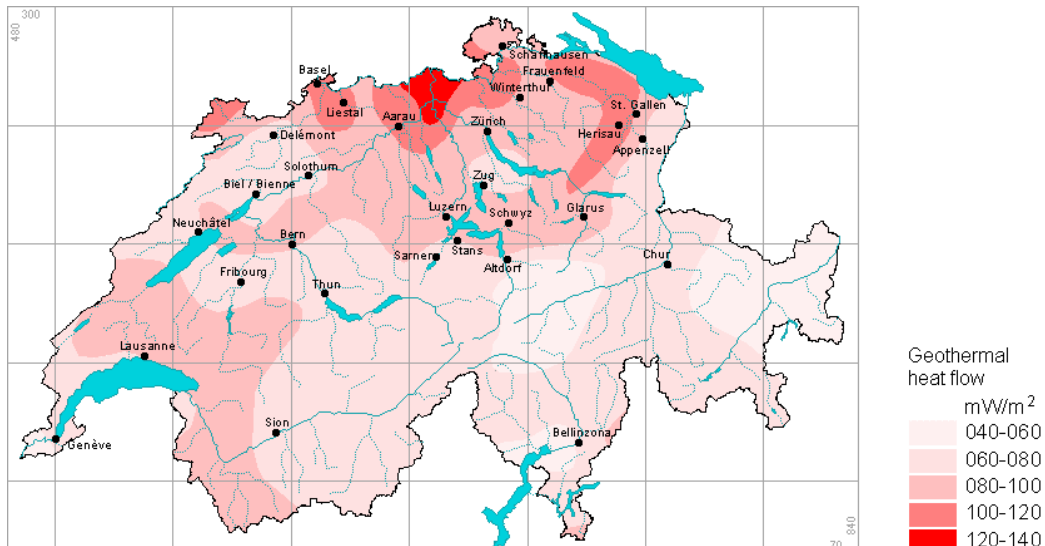 300
480
Schaffhausen
Basel
Frauenfeld
Winterthur
Liestal
St. Gallen
Aarau
Zürich
Herisau
Delémont
Appenzell
Solothurn
Zug
Biel / Bienne
Luzern
Schwyz
Glarus
Neuchâtel
Bern
Stans
Sarnen
Altdorf
Chur
Fribourg
Thun
Lausanne
Sion
Bellinzona
Genève
840
70
Geothermal
heat flow
mW/m²
040-060
060-080
080-100
100-120
120-140